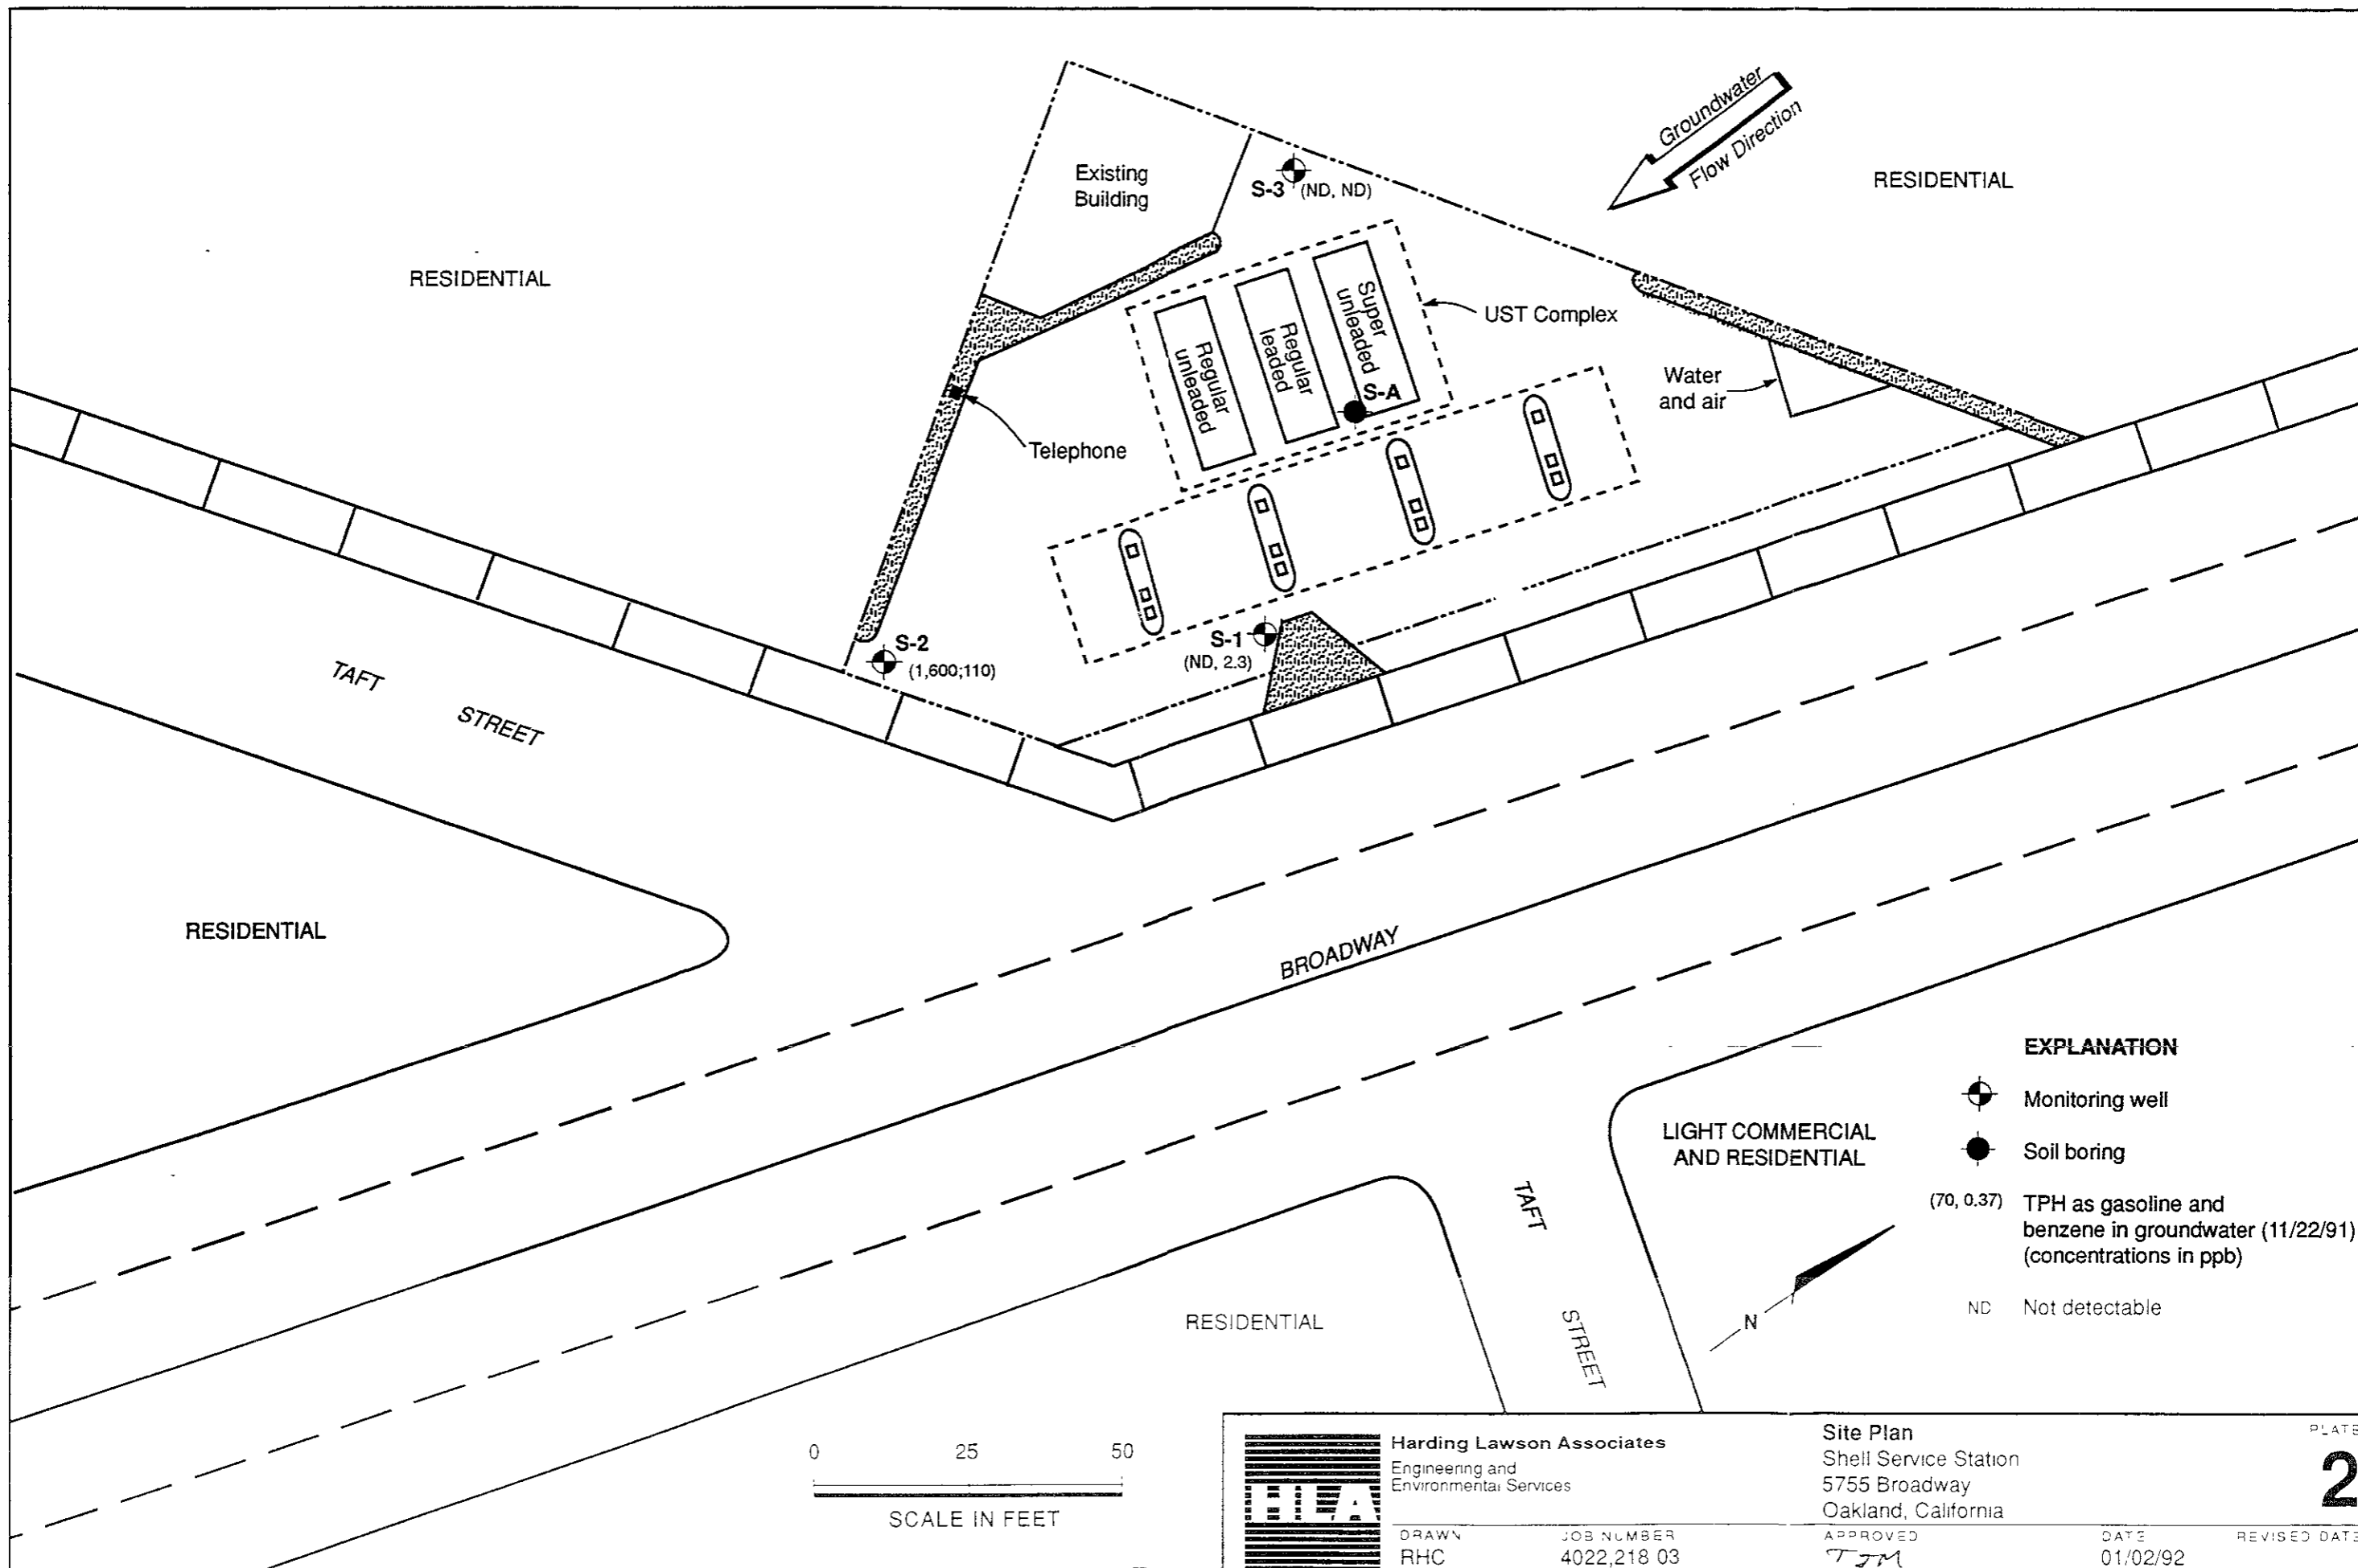 Groundwater
Flow Direction
RESIDENTIAL
Existing
Building
S-3 (ND, ND)
RESIDENTIAL
Regular
unleaded
Regular
leaded
Super
unleaded
UST Complex
S-A
Water
and air
Telephone
S-2
(1,600;110)
S-1
(ND, 2.3)
TAFT
STREET
RESIDENTIAL
BROADWAY
EXPLANATION
Monitoring well
Soil boring
(70, 0.37) TPH as gasoline and
benzene in groundwater (11/22/91)
(concentrations in ppb)
ND Not detectable
LIGHT COMMERCIAL
AND RESIDENTIAL
TAFT
STREET
N
RESIDENTIAL
0 25 50
SCALE IN FEET
HLA
Harding Lawson Associates
Engineering and
Environmental Services
Site Plan
Shell Service Station
5755 Broadway
Oakland, California
PLATE
2
DRAWN JOB NUMBER APPROVED DATE REVISED DATE
RHC 4022,218 03 TJM 01/02/92